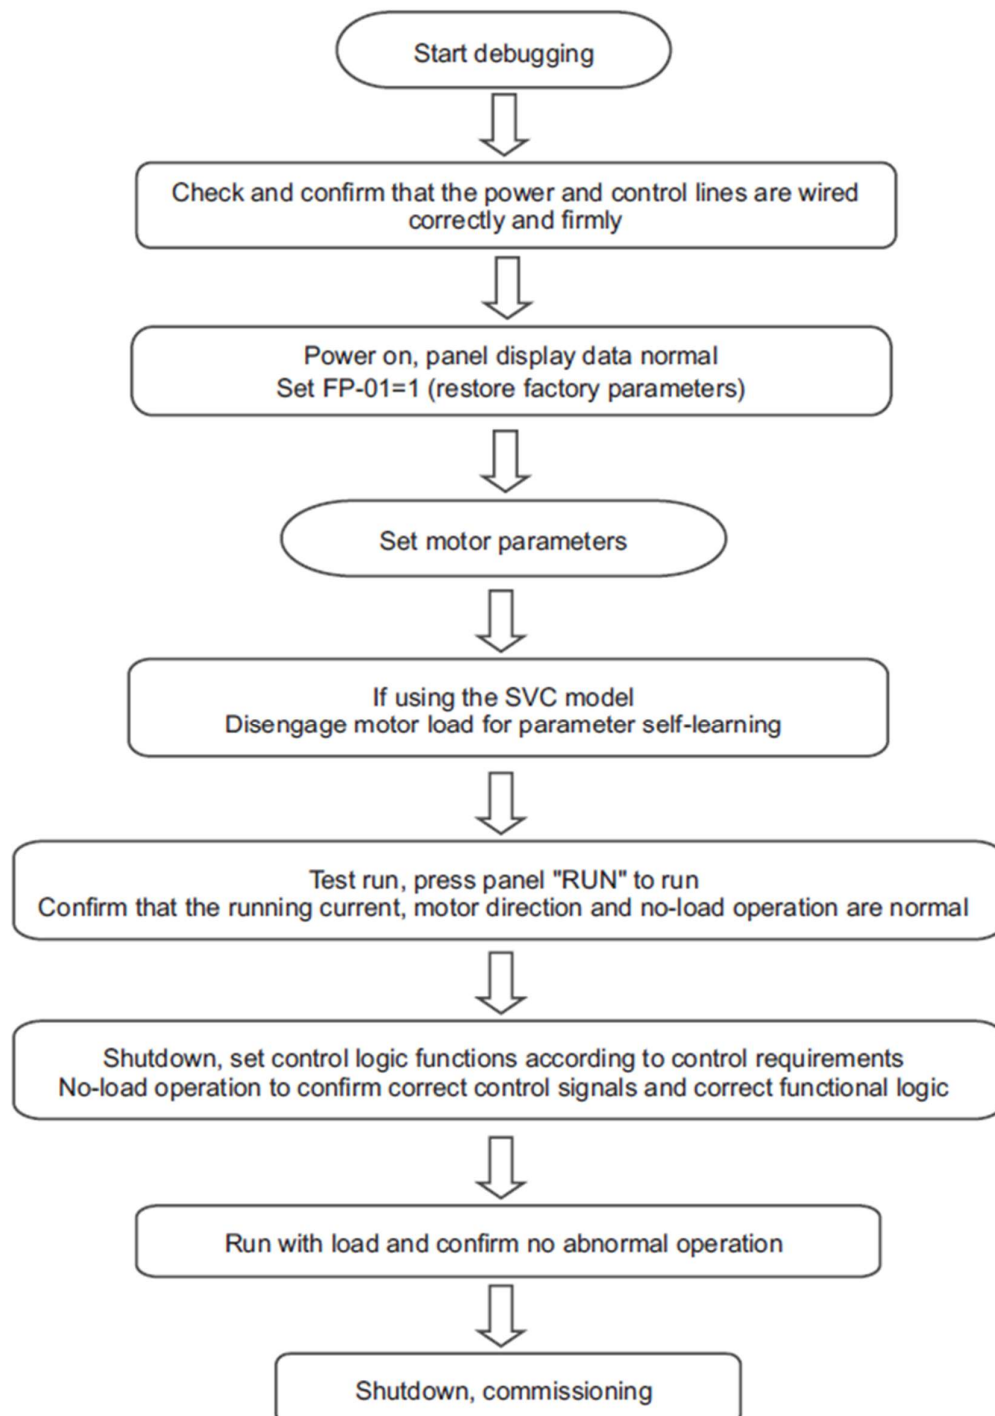 Start debugging
Check and confirm that the power and control lines are wired
correctly and firmly
Power on, panel display data normal
Set FP-01=1 (restore factory parameters)
Set motor parameters
If using the SVC model
Disengage motor load for parameter self-learning
Test run, press panel "RUN" to run
Confirm that the running current, motor direction and no-load operation are normal
Shutdown, set control logic functions according to control requirements
No-load operation to confirm correct control signals and correct functional logic
Run with load and confirm no abnormal operation
Shutdown, commissioning